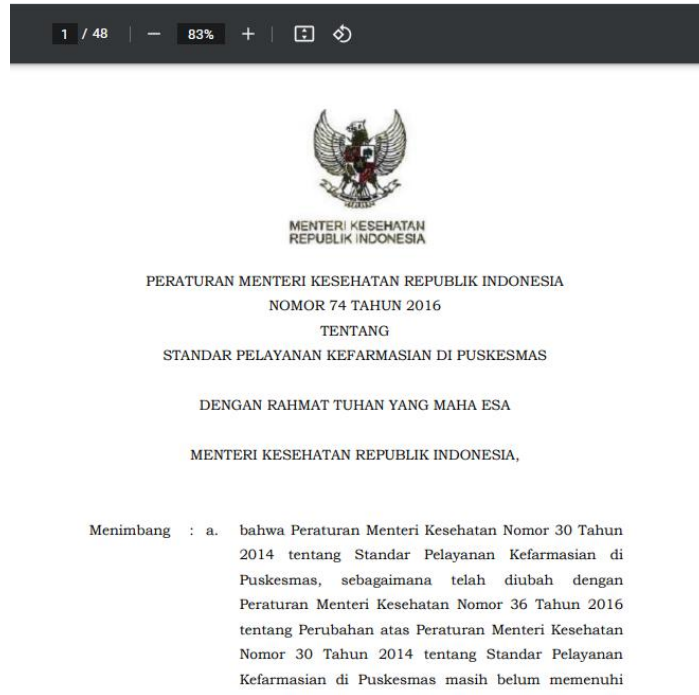 1 / 48 | − 83% + |
MENTERI KESEHATAN
REPUBLIK INDONESIA
PERATURAN MENTERI KESEHATAN REPUBLIK INDONESIA
NOMOR 74 TAHUN 2016
TENTANG
STANDAR PELAYANAN KEFARMASIAN DI PUSKESMAS
DENGAN RAHMAT TUHAN YANG MAHA ESA
MENTERI KESEHATAN REPUBLIK INDONESIA,
Menimbang : a. bahwa Peraturan Menteri Kesehatan Nomor 30 Tahun
2014 tentang Standar Pelayanan Kefarmasian di
Puskesmas, sebagaimana telah diubah dengan
Peraturan Menteri Kesehatan Nomor 36 Tahun 2016
tentang Perubahan atas Peraturan Menteri Kesehatan
Nomor 30 Tahun 2014 tentang Standar Pelayanan
Kefarmasian di Puskesmas masih belum memenuhi